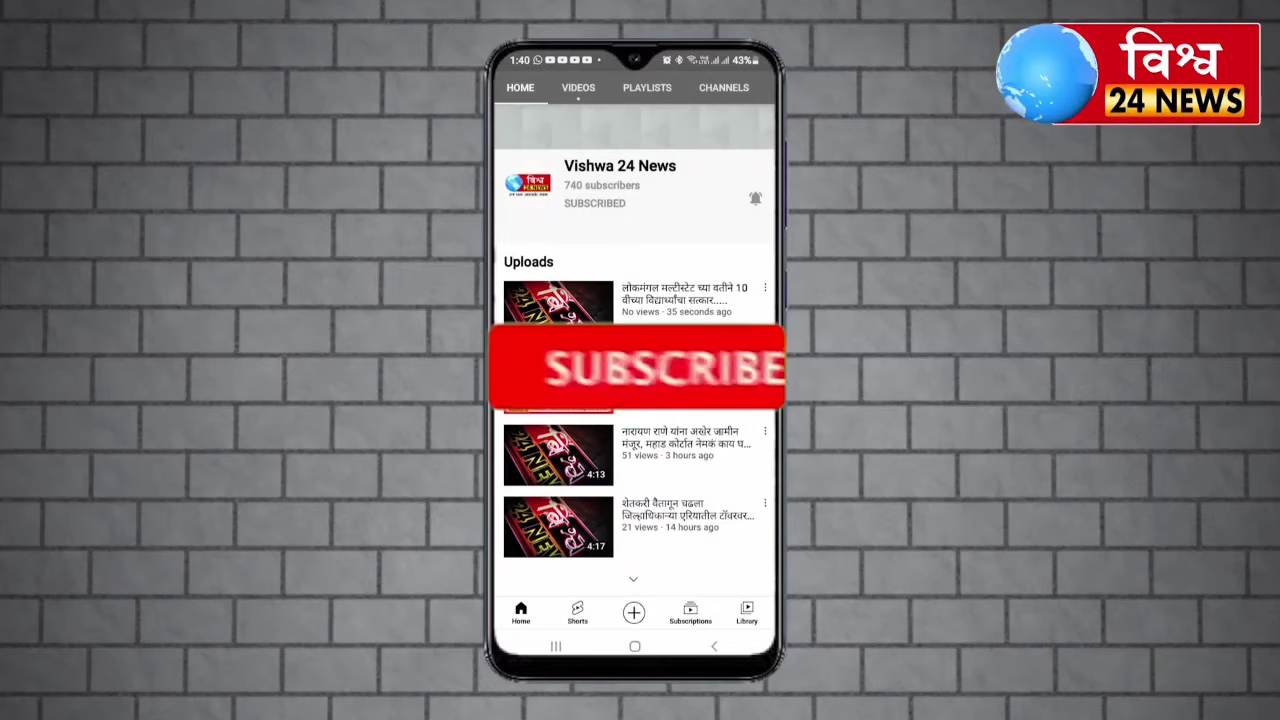 विश्व
24 NEWS
1:40
43%
HOME
VIDEOS
PLAYLISTS
CHANNELS
Vishwa 24 News
740 subscribers
SUBSCRIBED
विश्व
24 NEWS
Uploads
लोकमंगल मल्टीस्टेट च्या वतीने 10
वीच्या विद्यार्थ्यांचा सत्कार.....
No views · 35 seconds ago
SUBSCRIBE
नारायण राणे यांना अखेर जामीन
मंजूर, महाड कोर्टात नेमकं काय घ...
51 views · 3 hours ago
4:13
शेतकरी वैतागून चढला
जिल्हाधिकाऱ्या एरियातील टॉवरवर...
21 views · 14 hours ago
4:17
Home
Shorts
Subscriptions
Library